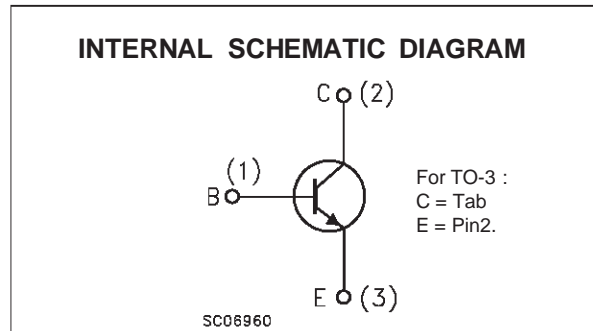 INTERNAL SCHEMATIC DIAGRAM
C (2)
(1)
B
For TO-3 :
C = Tab
E = Pin2.
E (3)
SC06960